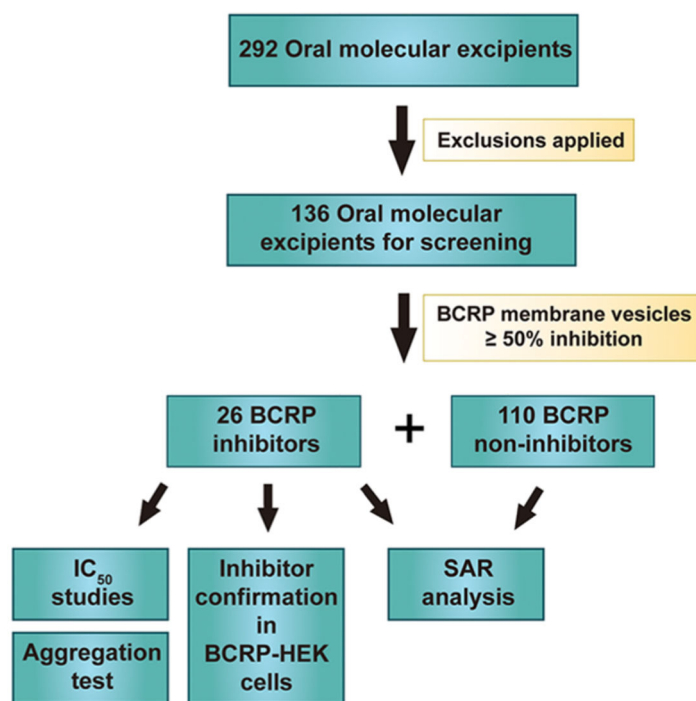 292 Oral molecular excipients
Exclusions applied
136 Oral molecular
excipients for screening
BCRP membrane vesicles
≥ 50% inhibition
26 BCRP
inhibitors
+
110 BCRP
non-inhibitors
IC₅₀
studies
Aggregation
test
Inhibitor
confirmation
in
BCRP-HEK
cells
SAR
analysis